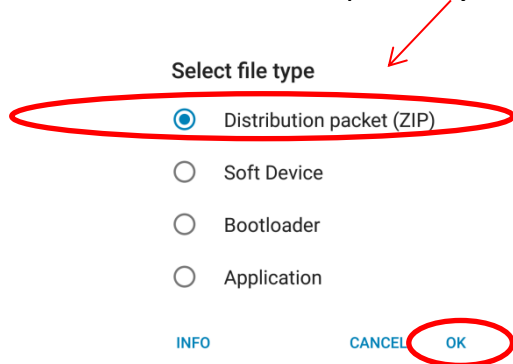 Select file type
Distribution packet (ZIP)
Soft Device
Bootloader
Application
INFO CANCEL OK